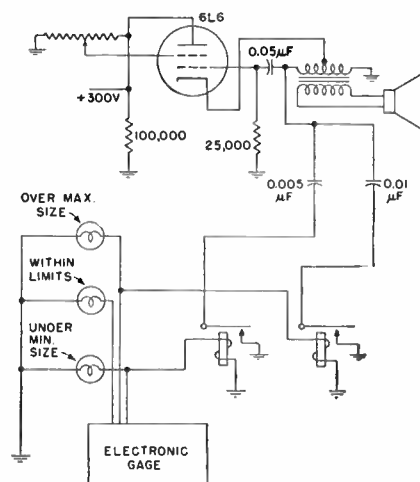 6L6
0.05µF
+300V
100,000
25,000
0.005
µF
0.01
µF
OVER MAX.
SIZE
WITHIN
LIMITS
UNDER
MIN.
SIZE
ELECTRONIC
GAGE